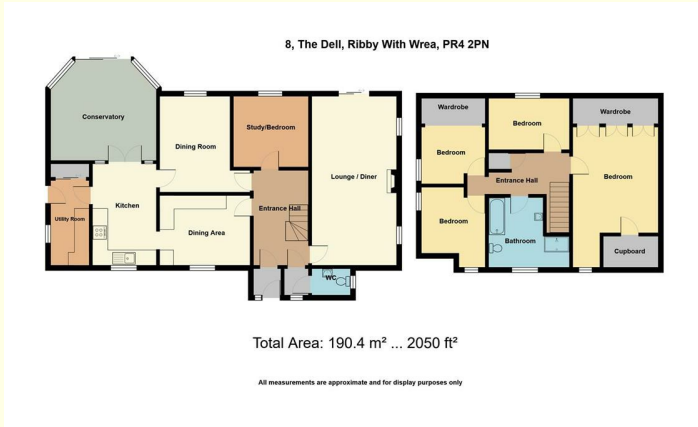 8, The Dell, Ribby With Wrea, PR4 2PN
Conservatory
Dining Room
Study/Bedroom
Lounge / Diner
Utility Room
Kitchen
Dining Area
Entrance Hall
WC
Wardrobe
Bedroom
Wardrobe
Bedroom
Entrance Hall
Bedroom
Bedroom
Bathroom
Cupboard
Total Area: 190.4 m² ... 2050 ft²
All measurements are approximate and for display purposes only